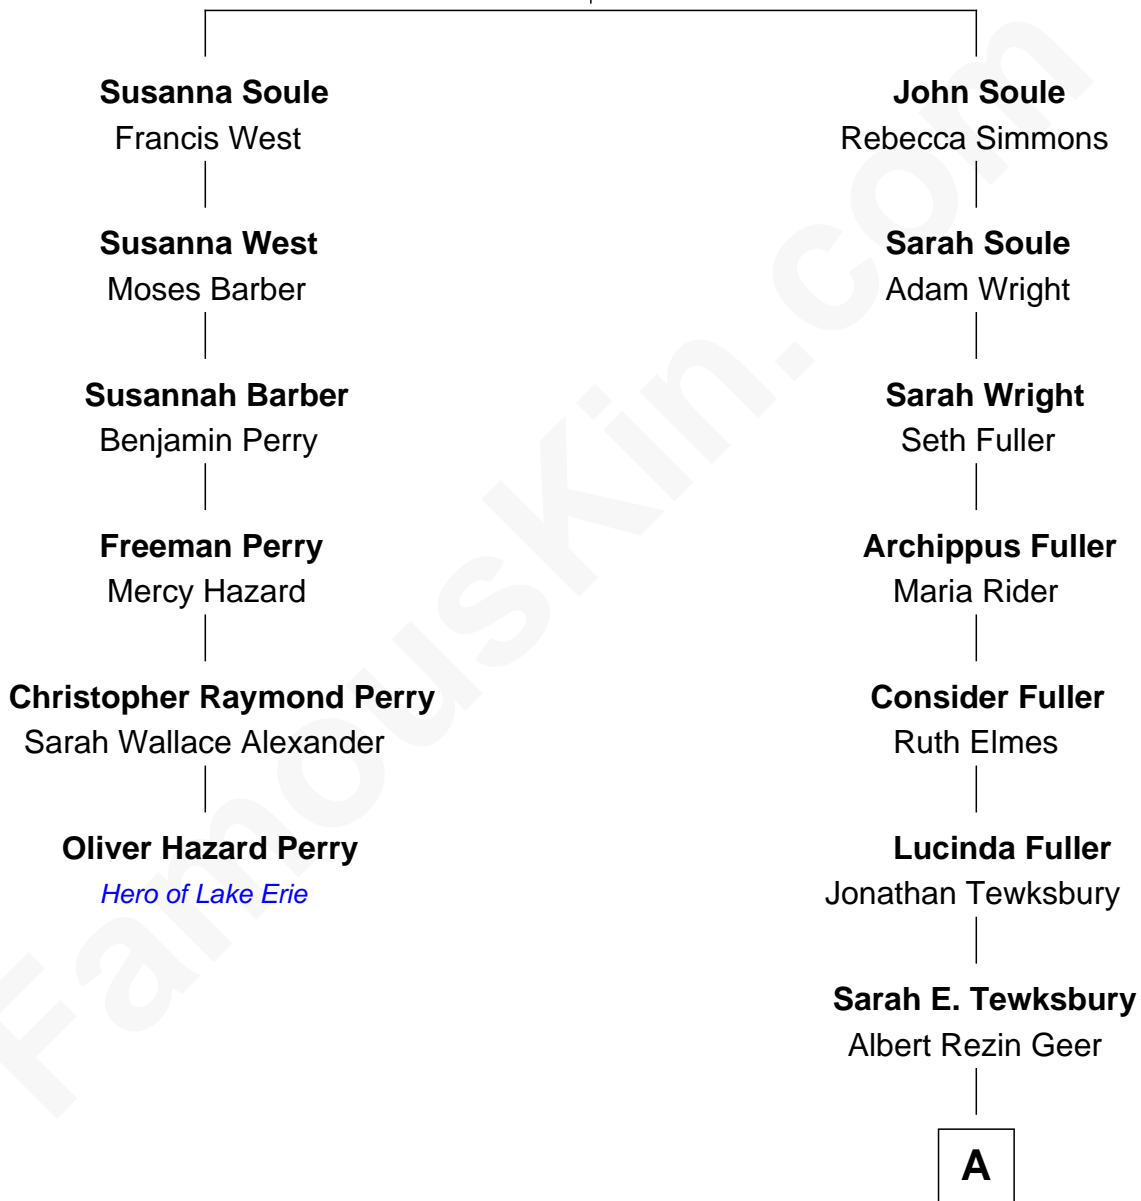 Susanna Soule
Francis West
Susanna West
Moses Barber
Susannah Barber
Benjamin Perry
Freeman Perry
Mercy Hazard
Christopher Raymond Perry
Sarah Wallace Alexander
Oliver Hazard Perry
Hero of Lake Erie
John Soule
Rebecca Simmons
Sarah Soule
Adam Wright
Sarah Wright
Seth Fuller
Archippus Fuller
Maria Rider
Consider Fuller
Ruth Elmes
Lucinda Fuller
Jonathan Tewksbury
Sarah E. Tewksbury
Albert Rezin Geer
A
FamousKin.com